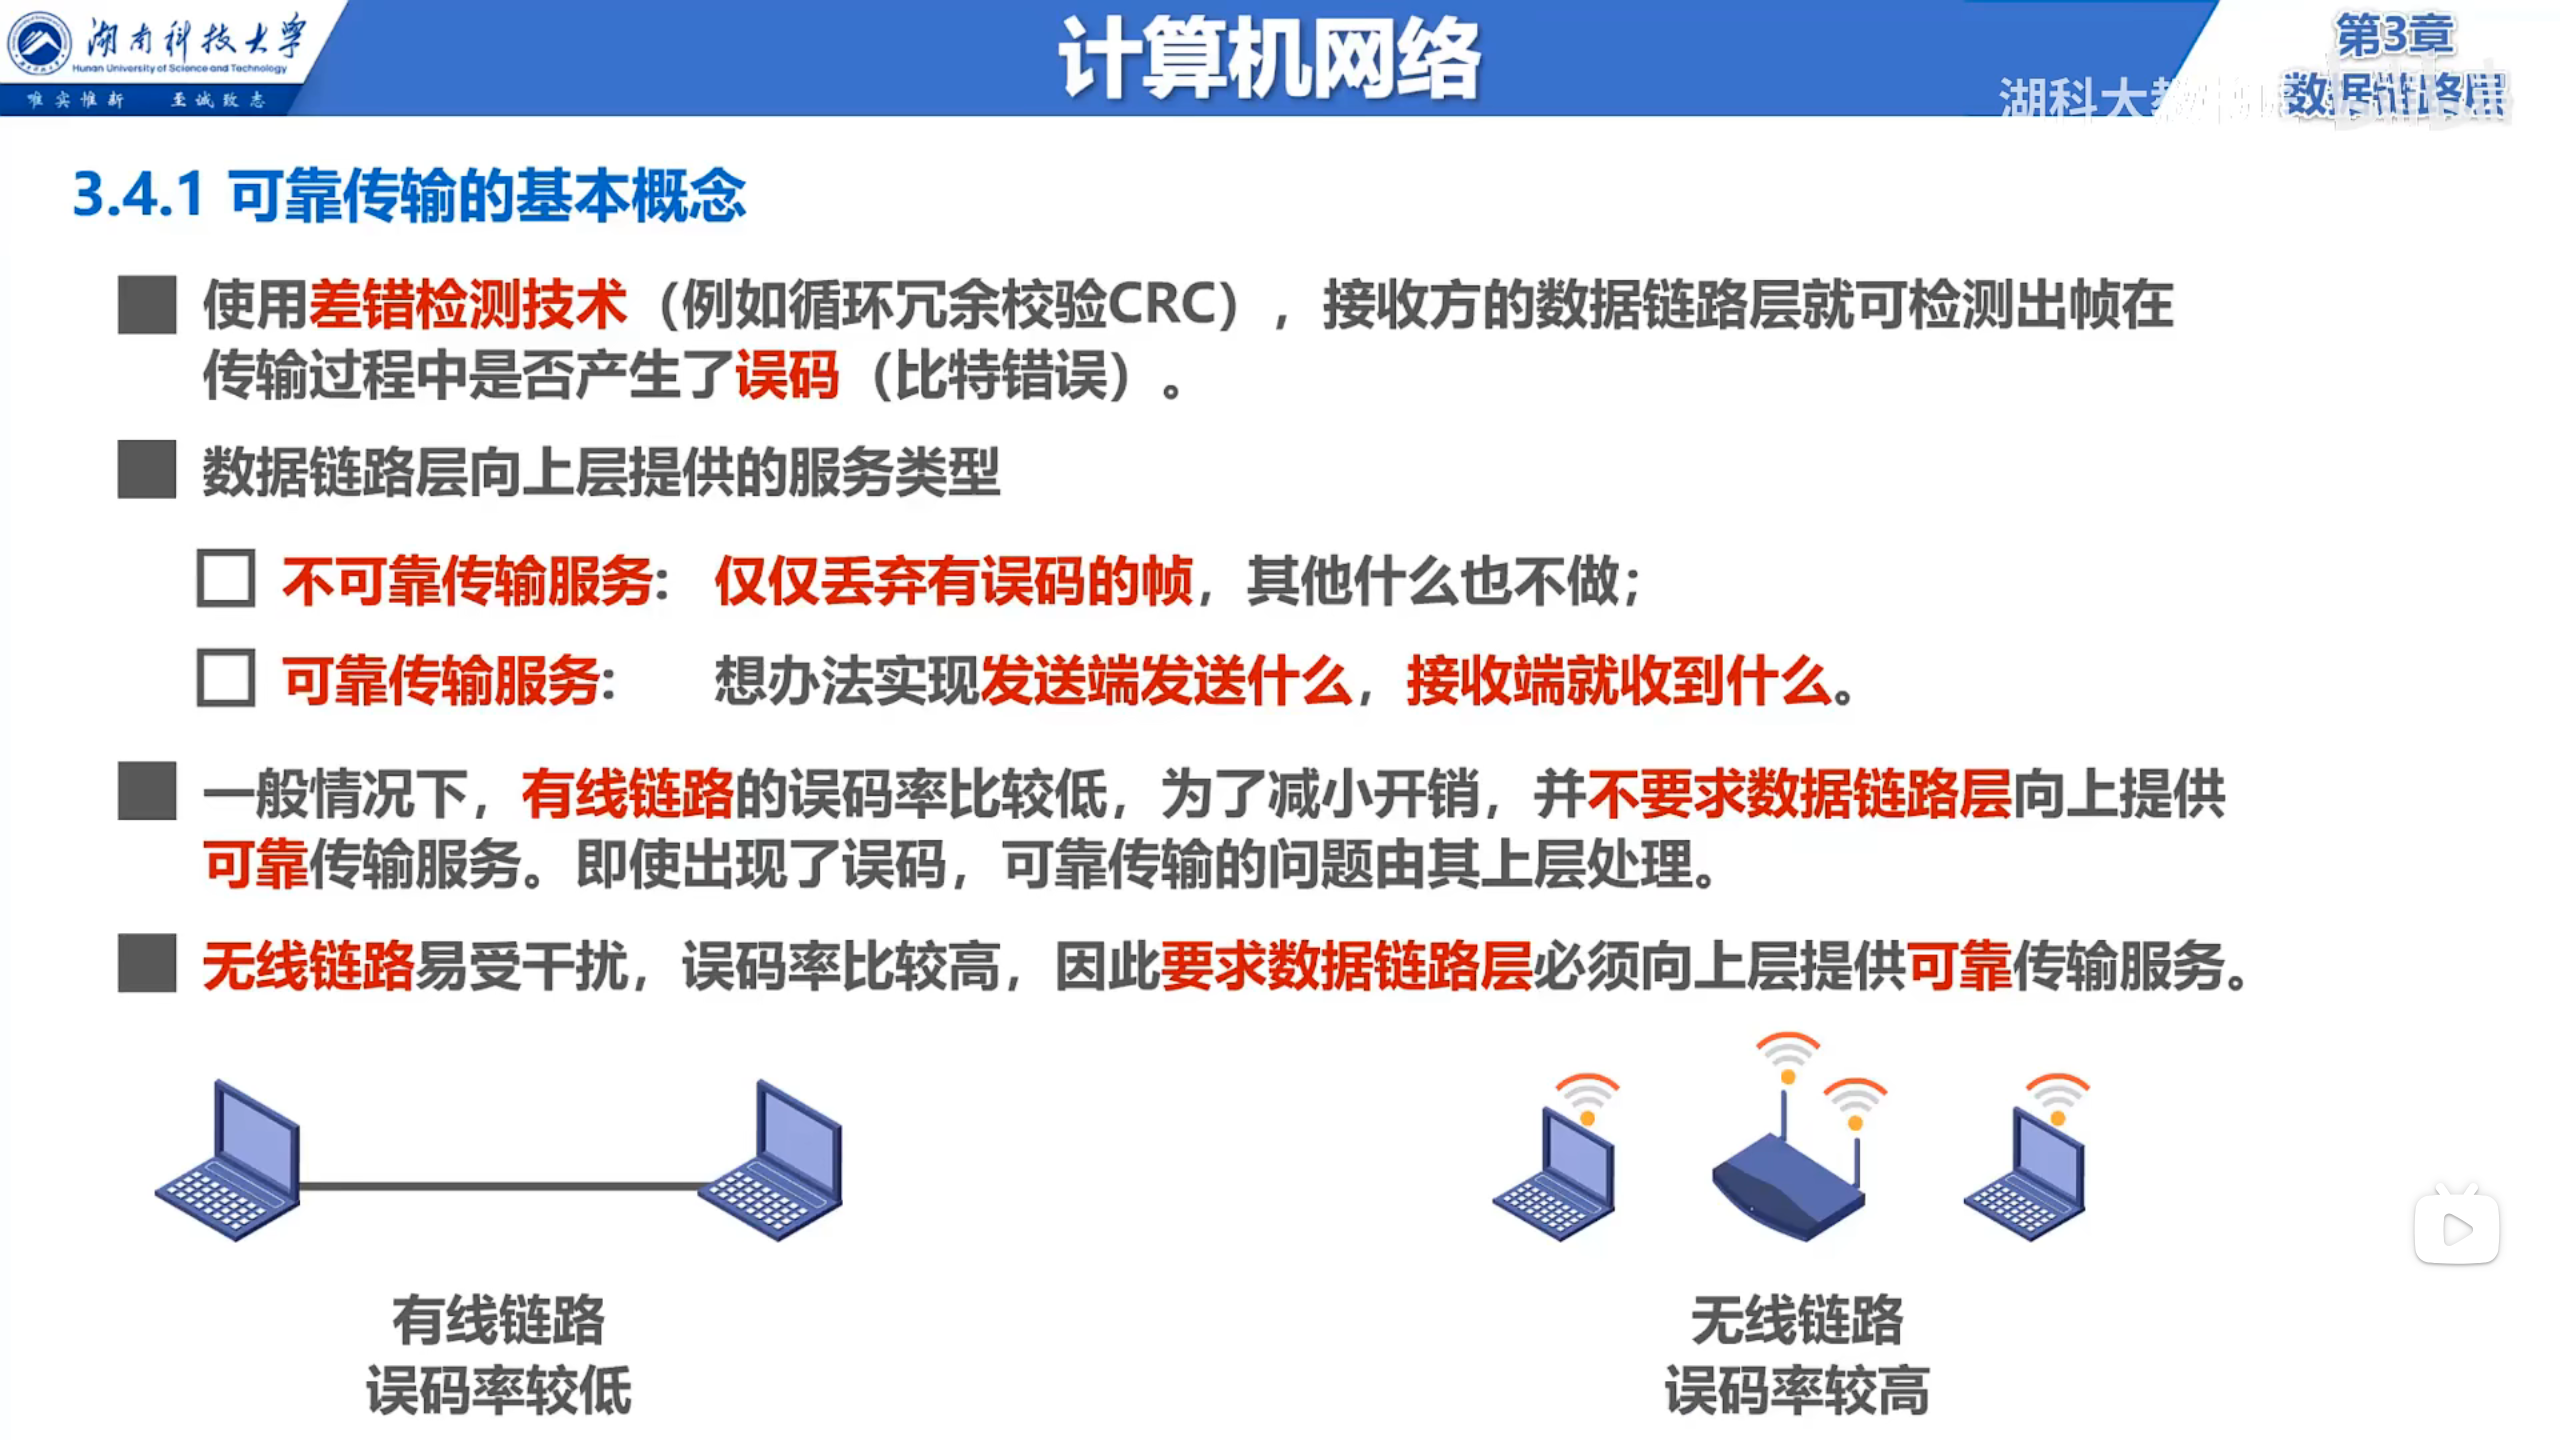 湖南科技大学
Hunan University of Science and Technology
唯实惟新 至诚致志
计算机网络
第3章
数据链路层
湖科大
3.4.1 可靠传输的基本概念
使用差错检测技术（例如循环冗余校验CRC），接收方的数据链路层就可检测出帧在
传输过程中是否产生了误码（比特错误）。
数据链路层向上层提供的服务类型
不可靠传输服务：仅仅丢弃有误码的帧，其他什么也不做；
可靠传输服务：想办法实现发送端发送什么，接收端就收到什么。
一般情况下，有线链路的误码率比较低，为了减小开销，并不要求数据链路层向上提供
可靠传输服务。即使出现了误码，可靠传输的问题由其上层处理。
无线链路易受干扰，误码率比较高，因此要求数据链路层必须向上层提供可靠传输服务。
有线链路
误码率较低
无线链路
误码率较高